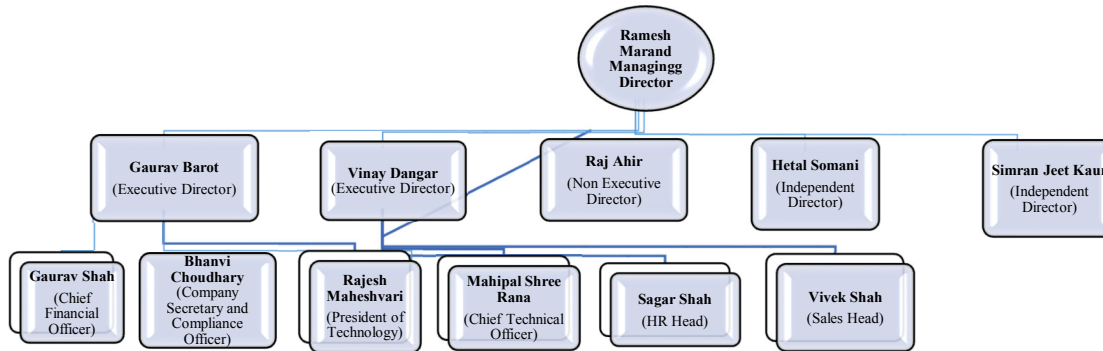 Ramesh
Marand
Managingg
Director
Gaurav Barot
(Executive Director)
Vinay Dangar
(Executive Director)
Raj Ahir
(Non Executive
Director)
Hetal Somani
(Independent
Director)
Simran Jeet Kaur
(Independent
Director)
Gaurav Shah
(Chief
Financial
Officer)
Bhanvi
Choudhary
(Company
Secretary and
Compliance
Officer)
Rajesh
Maheshvari
(President of
Technology)
Mahipal Shree
Rana
(Chief Technical
Officer)
Sagar Shah
(HR Head)
Vivek Shah
(Sales Head)